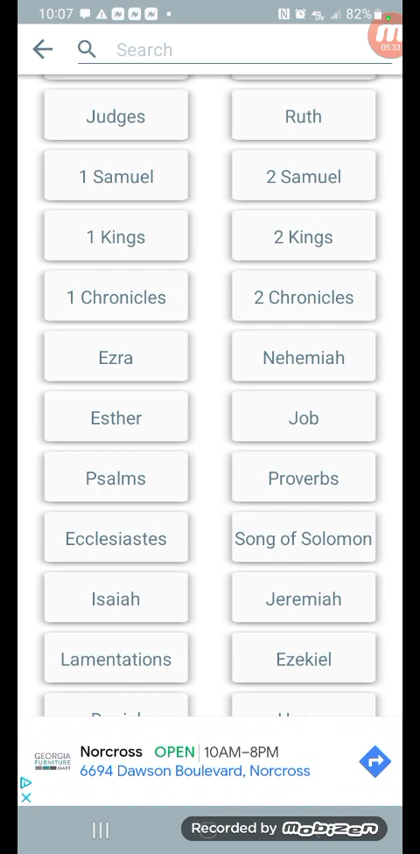 10:07 82%
Search
05:33
Judges Ruth
1 Samuel 2 Samuel
1 Kings 2 Kings
1 Chronicles 2 Chronicles
Ezra Nehemiah
Esther Job
Psalms Proverbs
Ecclesiastes Song of Solomon
Isaiah Jeremiah
Lamentations Ezekiel
GEORGIA FURNITURE MART
Norcross OPEN 10AM–8PM
6694 Dawson Boulevard, Norcross
Recorded by mobizen